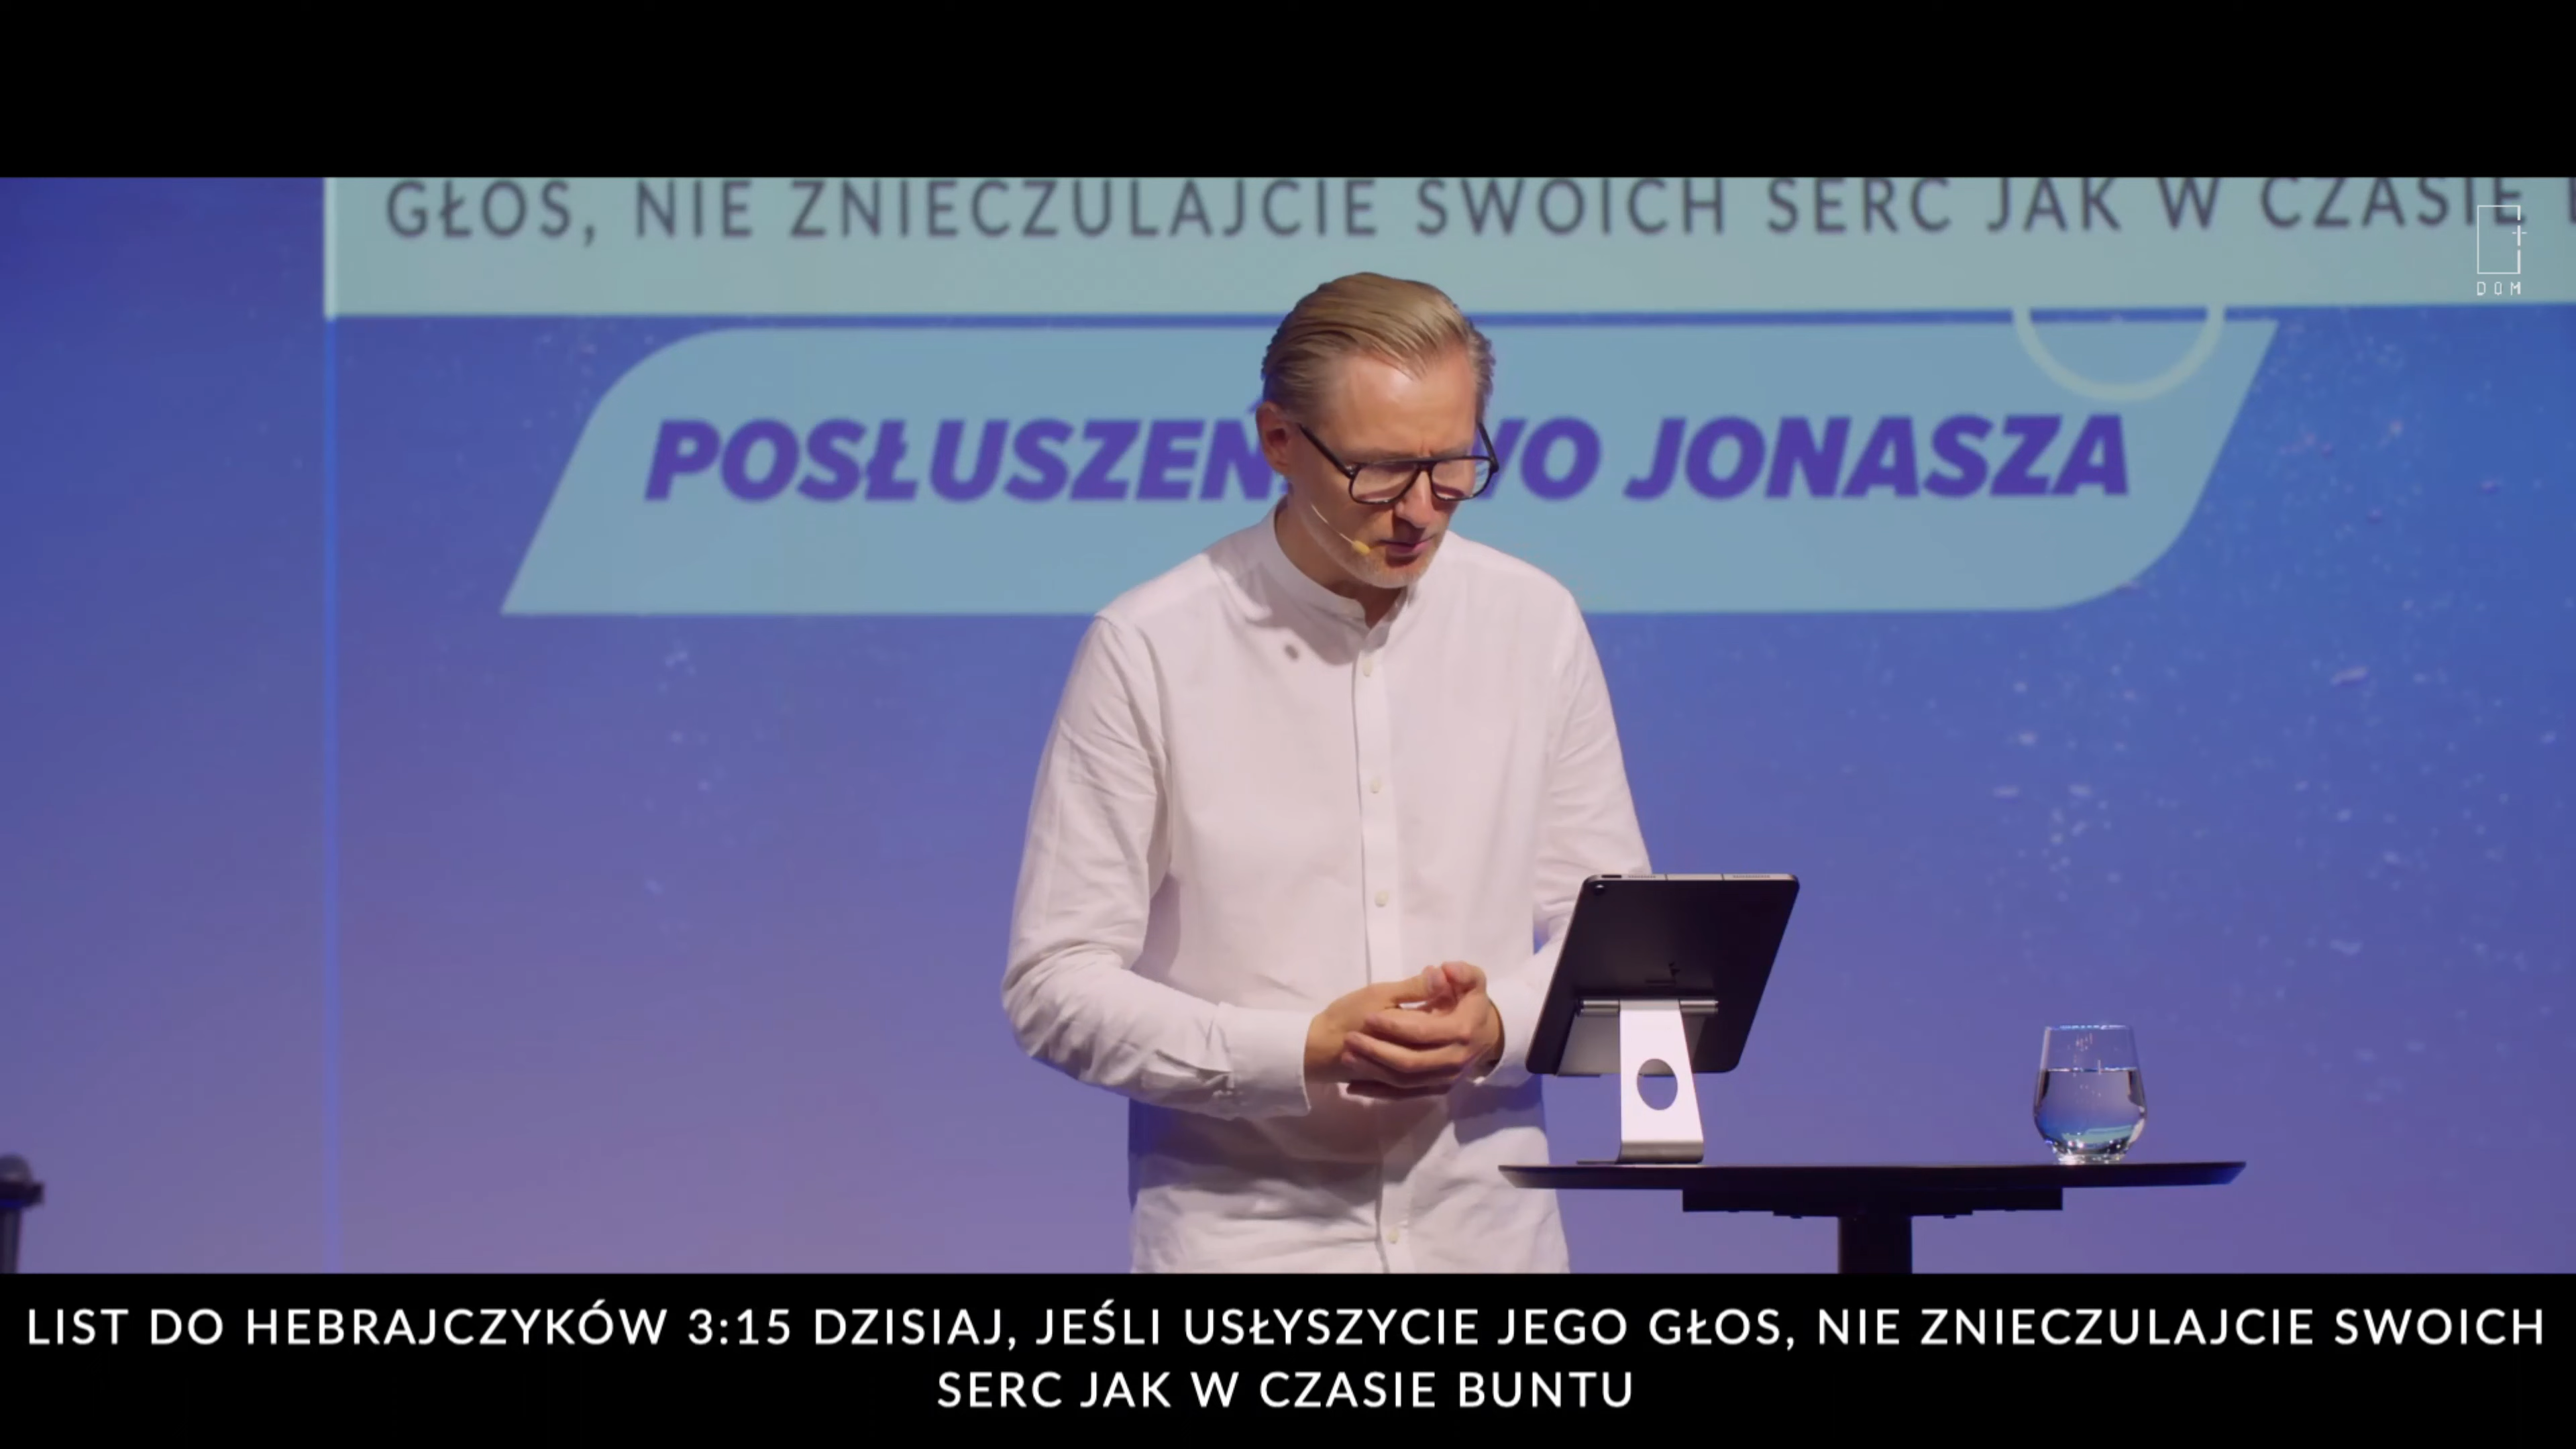 GŁOS, NIE ZNIECZULAJCIE SWOICH SERC JAK W CZASIE
DOM
JONASZA
LIST DO HEBRAJCZYKÓW 3:15 DZISIAJ, JEŚLI USŁYSZYCIE JEGO GŁOS, NIE ZNIECZULAJCIE SWOICH
SERC JAK W CZASIE BUNTU